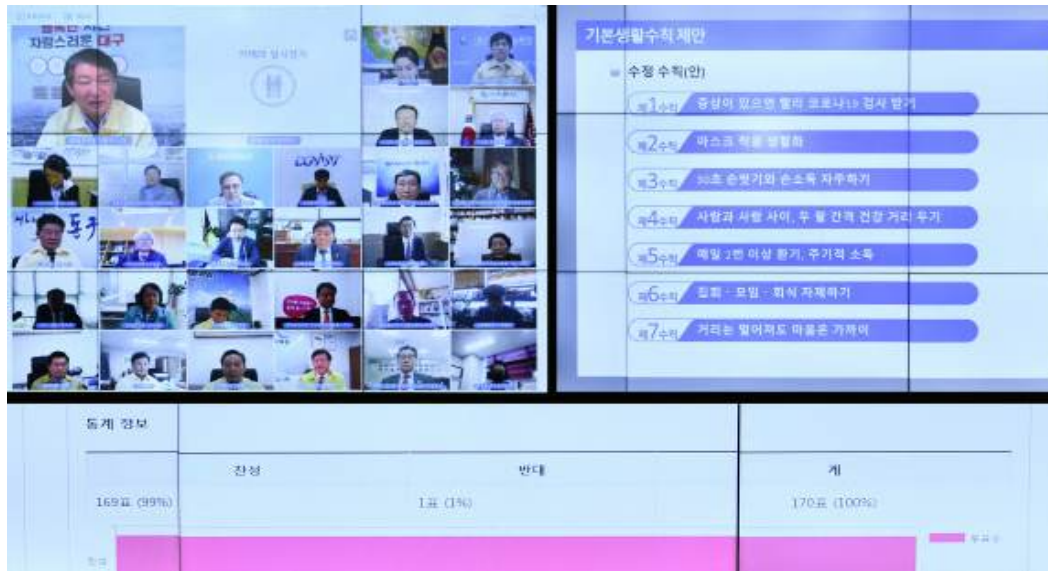 자랑스러운 대구
기본생활수칙 제안
수정 수칙(안)
제1수칙 증상이 있으면 빨리 코로나19 검사 받기
제2수칙 마스크 착용 생활화
제3수칙 30초 손씻기와 손소독 자주하기
제4수칙 사람과 사람 사이, 두 팔 간격 건강 거리 두기
제5수칙 매일 2번 이상 환기, 주기적 소독
제6수칙 집회·모임·회식 자제하기
제7수칙 거리는 멀어져도 마음은 가까이
통계 정보
찬성 반대 계
169표 (99%) 1표 (1%) 170표 (100%)
찬성